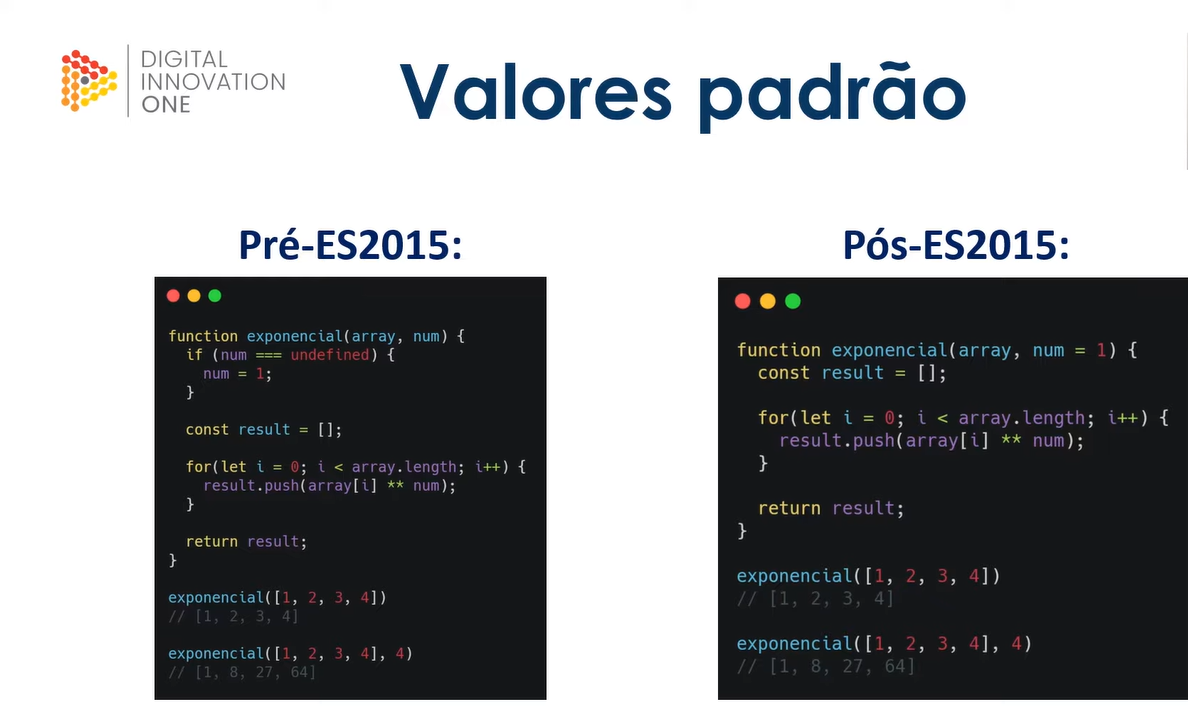 DIGITAL
INNOVATION
ONE
Valores padrão
Pré-ES2015:
function exponencial(array, num) {
if (num === undefined) {
num = 1;
}
const result = [];
for(let i = 0; i < array.length; i++) {
result.push(array[i] ** num);
}
return result;
}
exponencial([1, 2, 3, 4])
// [1, 2, 3, 4]
exponencial([1, 2, 3, 4], 4)
// [1, 8, 27, 64]
Pós-ES2015:
function exponencial(array, num = 1) {
const result = [];
for(let i = 0; i < array.length; i++) {
result.push(array[i] ** num);
}
return result;
}
exponencial([1, 2, 3, 4])
// [1, 2, 3, 4]
exponencial([1, 2, 3, 4], 4)
// [1, 8, 27, 64]